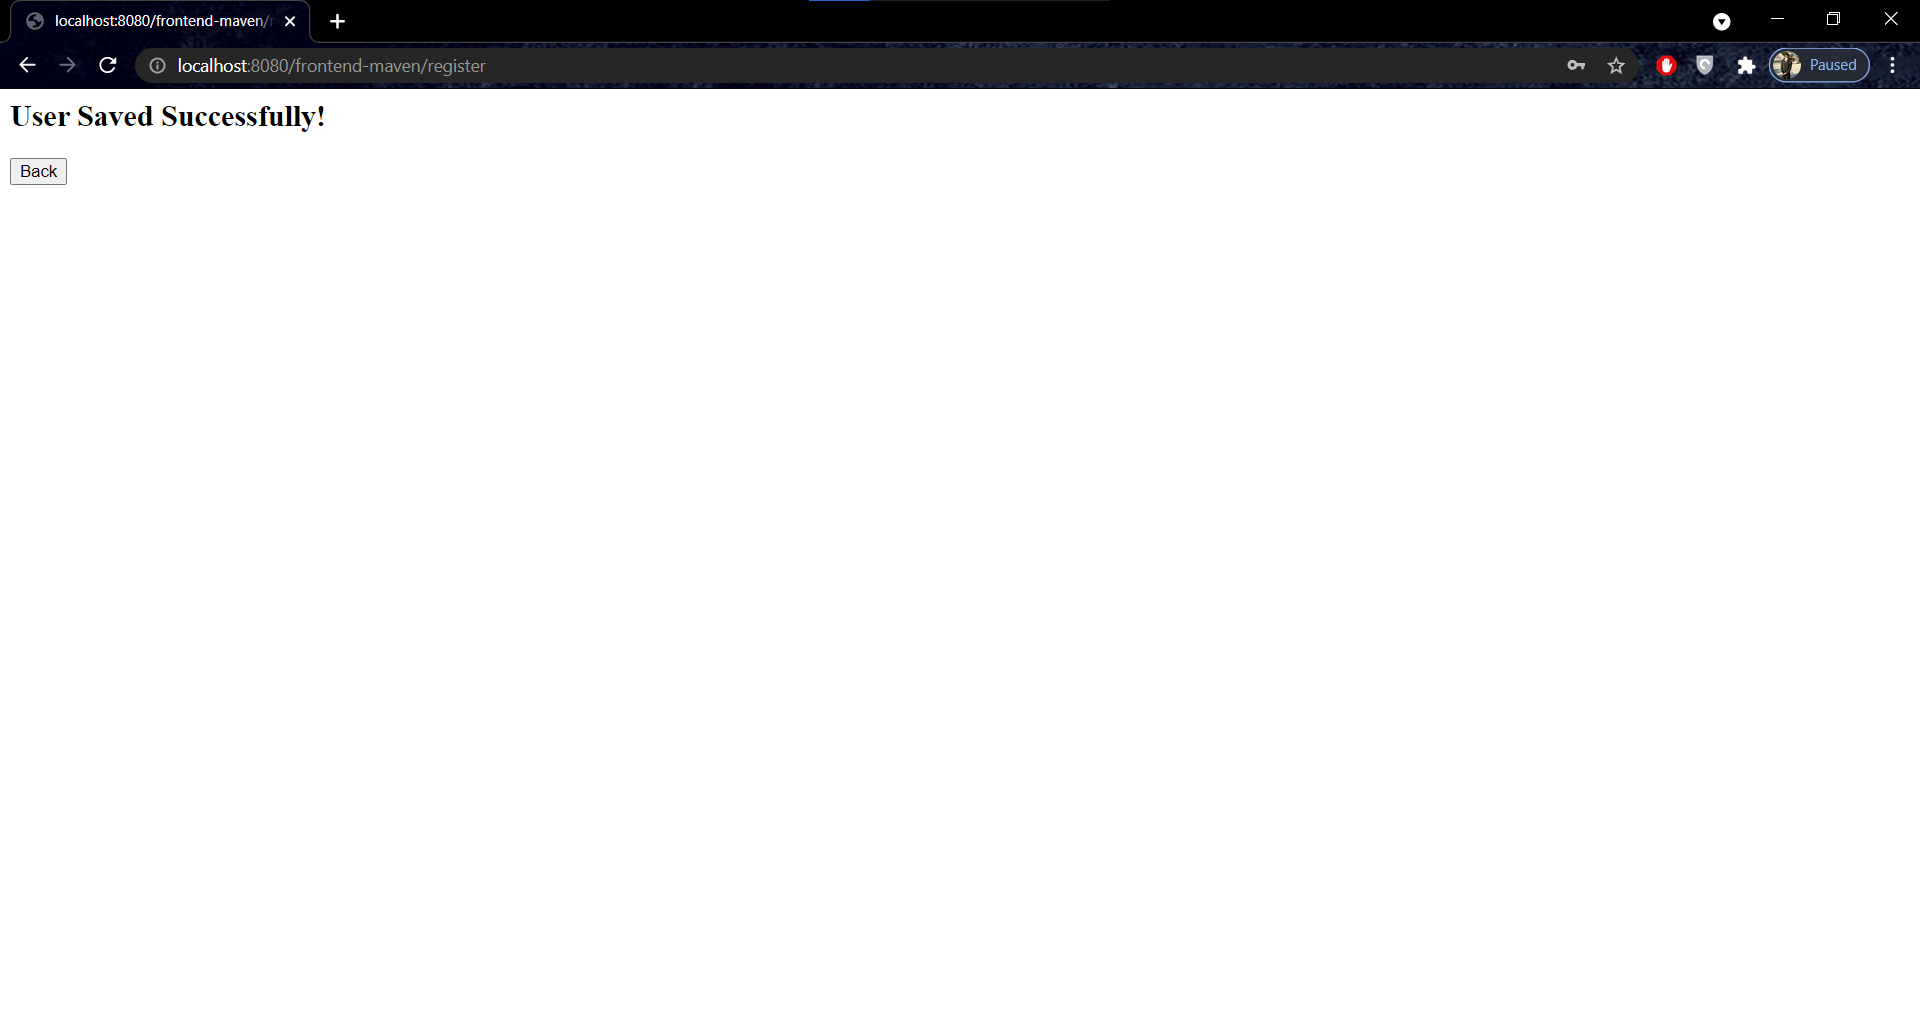 localhost:8080/frontend-maven/
localhost:8080/frontend-maven/register
Paused
User Saved Successfully!
Back